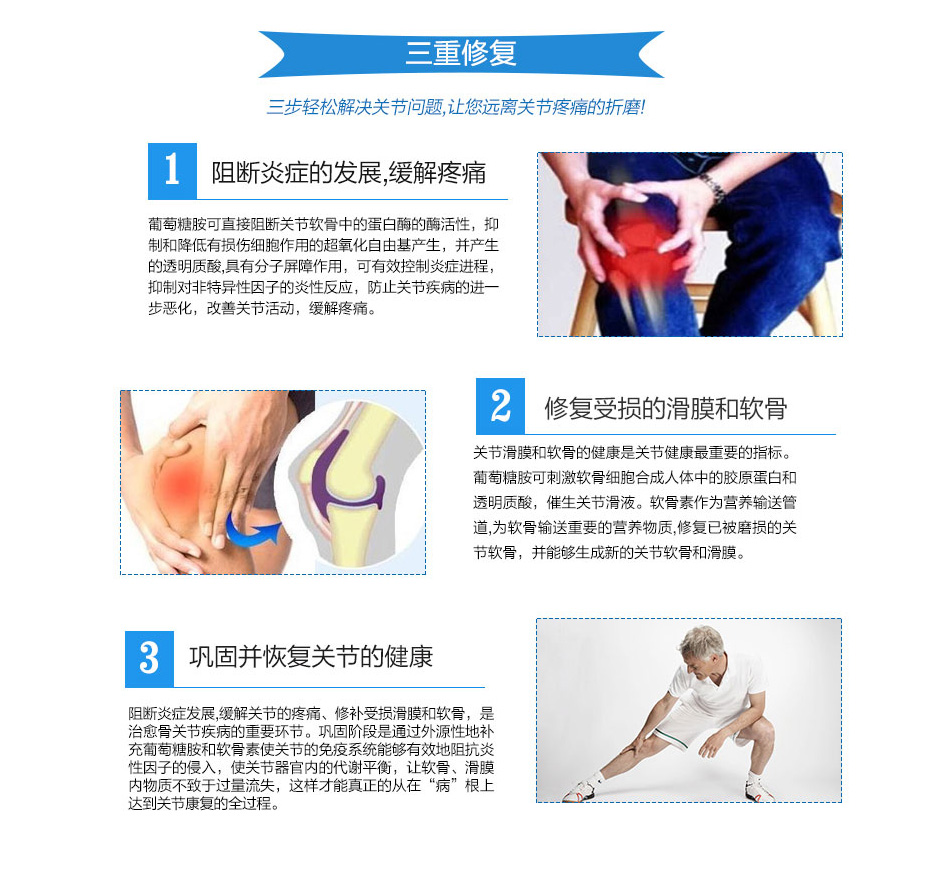 三重修复
三步轻松解决关节问题,让您远离关节疼痛的折磨!
1
阻断炎症的发展,缓解疼痛
葡萄糖胺可直接阻断关节软骨中的蛋白酶的酶活性，抑
制和降低有损伤细胞作用的超氧化自由基产生，并产生
的透明质酸,具有分子屏障作用，可有效控制炎症进程，
抑制对非特异性因子的炎性反应，防止关节疾病的进一
步恶化，改善关节活动，缓解疼痛。
2
修复受损的滑膜和软骨
关节滑膜和软骨的健康是关节健康最重要的指标。
葡萄糖胺可刺激软骨细胞合成人体中的胶原蛋白和
透明质酸，催生关节滑液。软骨素作为营养输送管
道,为软骨输送重要的营养物质,修复已被磨损的关
节软骨，并能够生成新的关节软骨和滑膜。
3
巩固并恢复关节的健康
阻断炎症发展,缓解关节的疼痛、修补受损滑膜和软骨，是
治愈骨关节疾病的重要环节。巩固阶段是通过外源性地补
充葡萄糖胺和软骨素使关节的免疫系统能够有效地阻抗炎
性因子的侵入，使关节器官内的代谢平衡，让软骨、滑膜
内物质不致于过量流失，这样才能真正的从在“病”根上
达到关节康复的全过程。